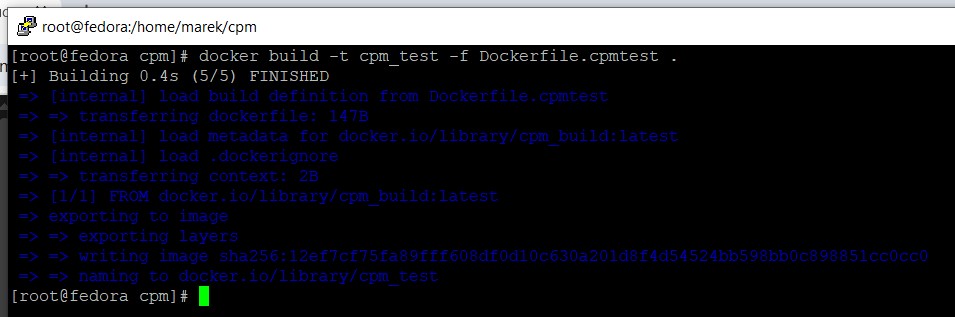 root@fedora:/home/marek/cpm
[root@fedora cpm]# docker build -t cpm_test -f Dockerfile.cpmtest .
[+] Building 0.4s (5/5) FINISHED
=> [internal] load build definition from Dockerfile.cpmtest
=> => transferring dockerfile: 147B
=> [internal] load metadata for docker.io/library/cpm_build:latest
=> [internal] load .dockerignore
=> => transferring context: 2B
=> [1/1] FROM docker.io/library/cpm_build:latest
=> exporting to image
=> => exporting layers
=> => writing image sha256:12ef7cf75fa89fff608df0d10c630a201d8f4d54524bb598bb0c898851cc0cc0
=> => naming to docker.io/library/cpm_test
[root@fedora cpm]#